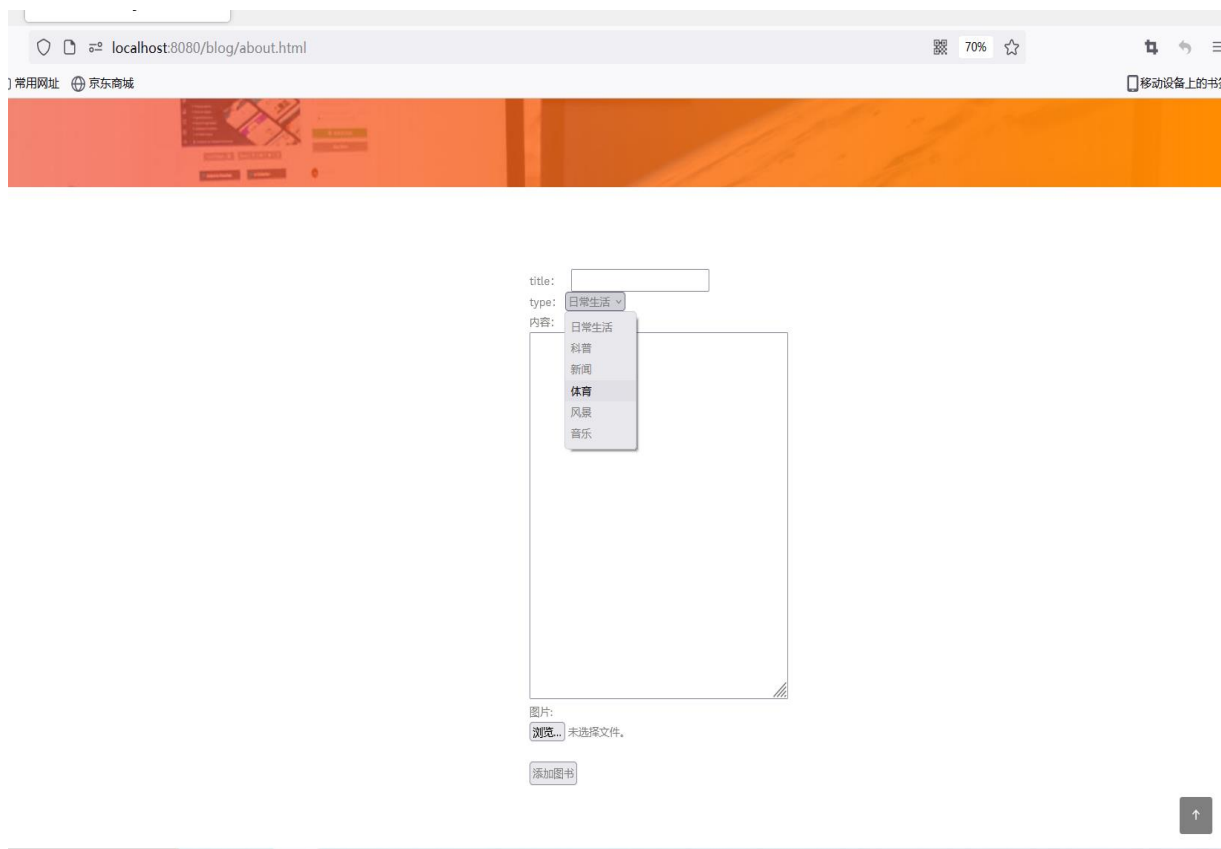 localhost:8080/blog/about.html 70%
常用网址 京东商城 移动设备上的书签
title:
type: 日常生活
内容: 日常生活
科普
新闻
体育
风景
音乐
图片:
浏览... 未选择文件。
添加图书